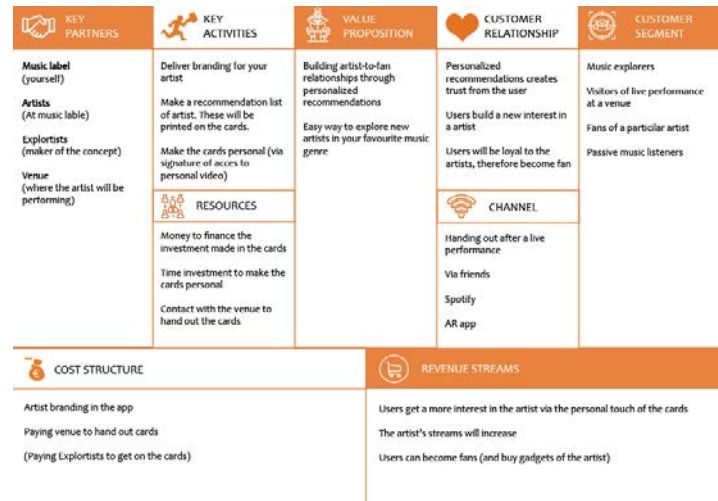 KEY
PARTNERS
Music label
(yourself)
Artists
(At music lable)
Explortists
(maker of the concept)
Venue
(where the artist will be
performing)
KEY
ACTIVITIES
Deliver branding for your
artist
Make a recommendation list
of artist. These will be
printed on the cards.
Make the cards personal (via
signature of acces to
personal video)
RESOURCES
Money to finance the
investment made in the cards
Time investment to make the
cards personal
Contact with the venue to
hand out the cards
VALUE
PROPOSITION
Building artist-to-fan
relationships through
personalized
recommendations
Easy way to explore new
artists in your favourite music
genre
CUSTOMER
RELATIONSHIP
Personalized
recommendations creates
trust from the user
Users build a new interest in
a artist
Users will be loyal to the
artists, therefore become fan
CHANNEL
Handing out after a live
performance
Via friends
Spotify
AR app
CUSTOMER
SEGMENT
Music explorers
Visitors of live performance
at a venue
Fans of a particilar artist
Passive music listeners
€
COST STRUCTURE
Artist branding in the app
Paying venue to hand out cards
(Paying Explortists to get on the cards)
REVENUE STREAMS
Users get a more interest in the artist via the personal touch of the cards
The artist's streams will increase
Users can become fans (and buy gadgets of the artist)